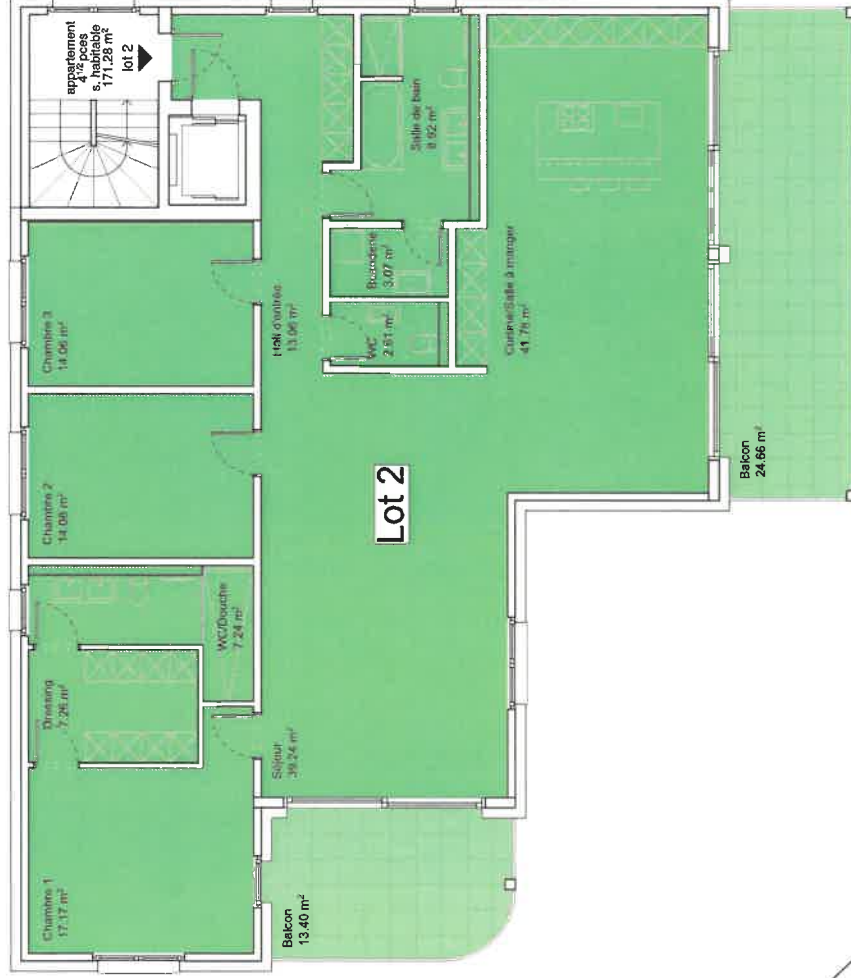 appartement
4 1/2 pces
s. habitable
171.28 m²
lot 2
Chambre 3
14.06 m²
Chambre 2
14.06 m²
Dressing
7.26 m²
WC/Douche
7.24 m²
Chambre 1
17.17 m²
Séjour
39.24 m²
Hall d'entrée
13.06 m²
Salle de bain
8.92 m²
Buanderie
3.07 m²
WC
2.61 m²
Cuisine/Salle à manger
41.78 m²
Lot 2
Balcon
13.40 m²
Balcon
24.66 m²